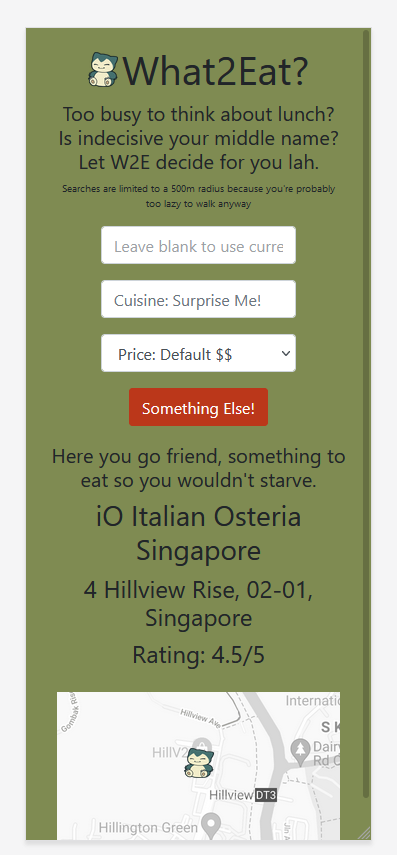 What2Eat?
Too busy to think about lunch?
Is indecisive your middle name?
Let W2E decide for you lah.
Searches are limited to a 500m radius because you're probably
too lazy to walk anyway
Leave blank to use curre
Cuisine: Surprise Me!
Price: Default $$
Something Else!
Here you go friend, something to
eat so you wouldn't starve.
iO Italian Osteria
Singapore
4 Hillview Rise, 02-01,
Singapore
Rating: 4.5/5
Internatio
Gombak Ris
Hillview Ave
S K
HillV2
Dairy
Rd C
Hillview DT3
Hillington Green
Jln A